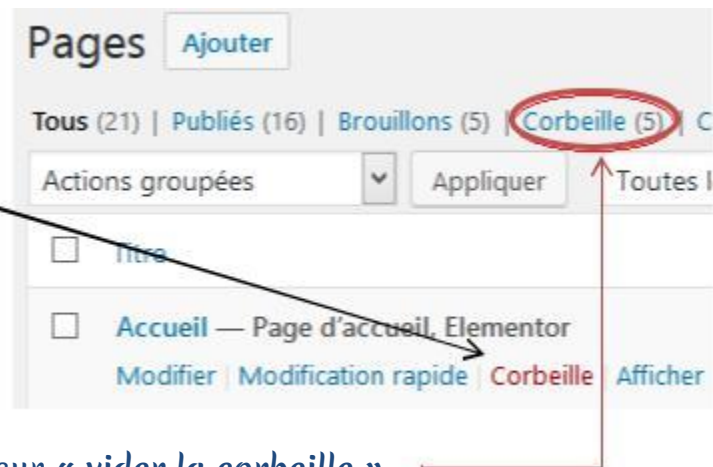 Pages Ajouter
Tous (21) | Publiés (16) | Brouillons (5) | Corbeille (5) | C
Actions groupées Appliquer Toutes l
Titre
Accueil — Page d'accueil, Elementor
Modifier | Modification rapide | Corbeille | Afficher
sur « vider la corbeille »